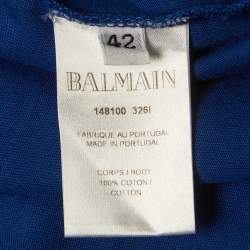 42
BALMAIN
148100 326I
FABRIQUE AU PORTUGAL
MADE IN PORTUGAL
CORPS / BODY
100% COTON /
COTTON